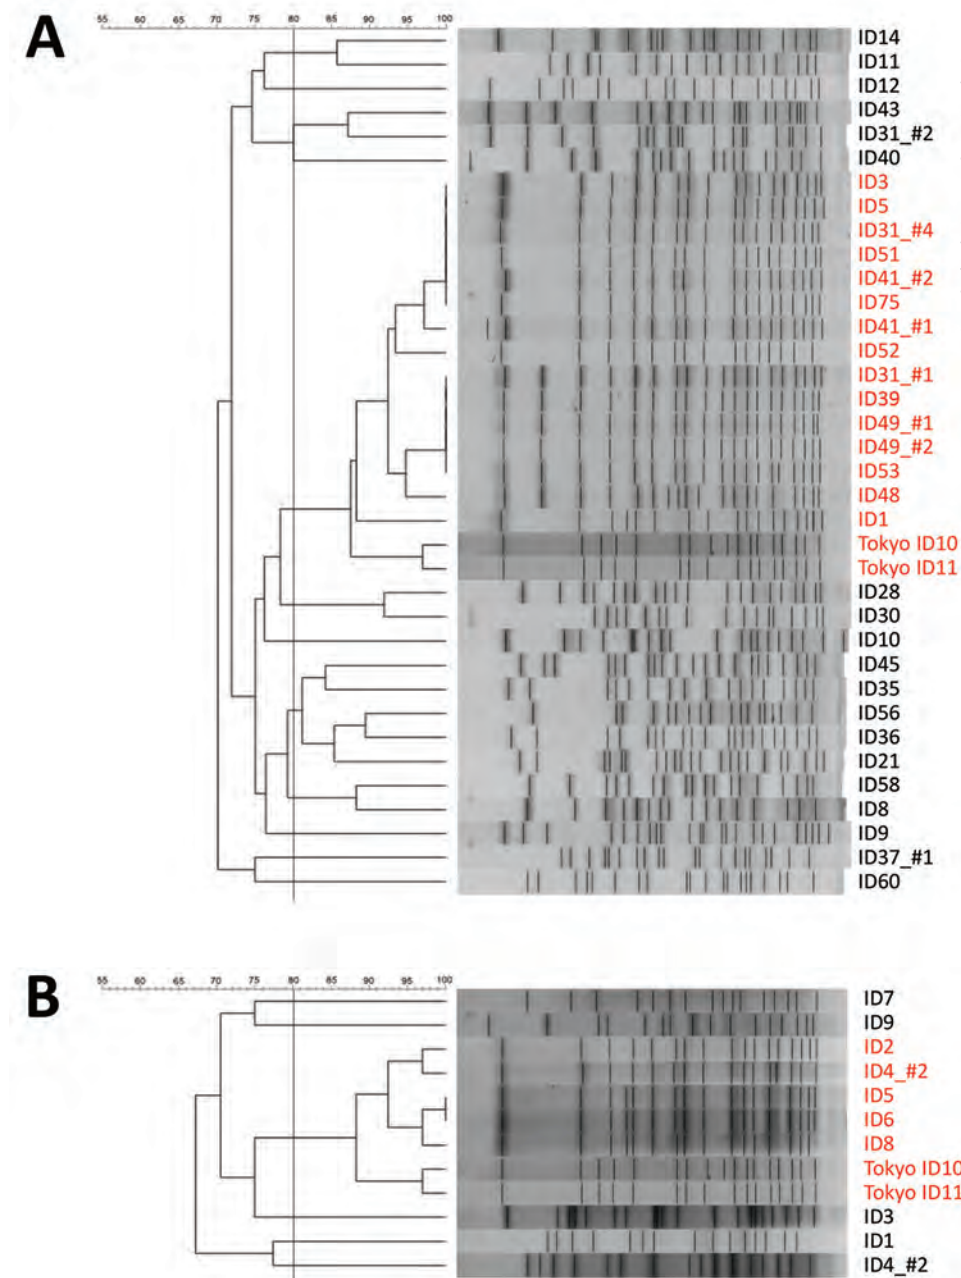 A
55 60 65 70 75 80 85 90 95 100
ID14
ID11
ID12
ID43
ID31_#2
ID40
ID3
ID5
ID31_#4
ID51
ID41_#2
ID75
ID41_#1
ID52
ID31_#1
ID39
ID49_#1
ID49_#2
ID53
ID48
ID1
Tokyo ID10
Tokyo ID11
ID28
ID30
ID10
ID45
ID35
ID56
ID36
ID21
ID58
ID8
ID9
ID37_#1
ID60
B
55 60 65 70 75 80 85 90 95 100
ID7
ID9
ID2
ID4_#2
ID5
ID6
ID8
Tokyo ID10
Tokyo ID11
ID3
ID1
ID4_#2